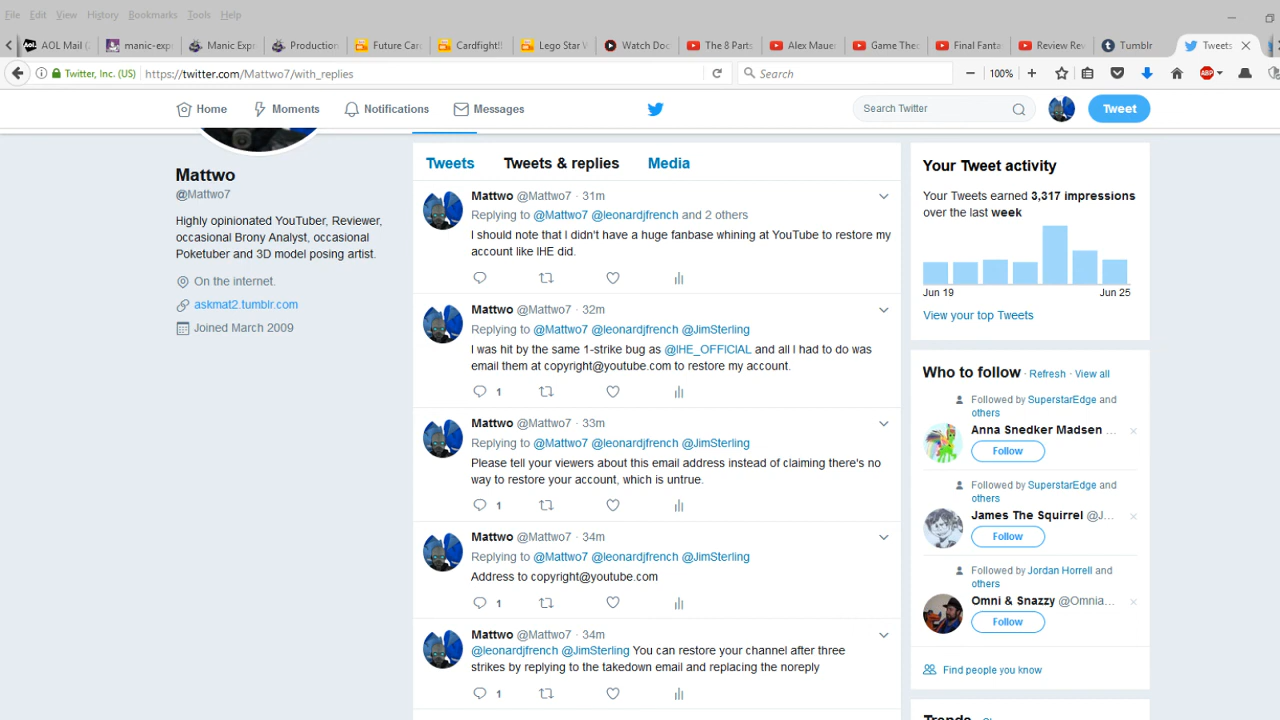 File Edit View History Bookmarks Tools Help
AOL Mail (
manic-exp
Manic Exp
Production
Future Card
Cardfight!!
Lego Star V
Watch Doc
The 8 Parts
Alex Mauer
Game Theo
Final Fanta
Review Rev
Tumblr
Tweets
Twitter, Inc. (US) https://twitter.com/Mattwo7/with_replies
100%
Search
ABP
Home Moments Notifications Messages
Search Twitter
Tweet
Mattwo
@Mattwo7
Highly opinionated YouTuber, Reviewer,
occasional Brony Analyst, occasional
Poketuber and 3D model posing artist.
On the internet.
askmat2.tumblr.com
Joined March 2009
Tweets Tweets & replies Media
Mattwo @Mattwo7 · 31m
Replying to @Mattwo7 @leonardjfrench and 2 others
I should note that I didn't have a huge fanbase whining at YouTube to restore my
account like IHE did.
Mattwo @Mattwo7 · 32m
Replying to @Mattwo7 @leonardjfrench @JimSterling
I was hit by the same 1-strike bug as @IHE_OFFICIAL and all I had to do was
email them at copyright@youtube.com to restore my account.
1
Mattwo @Mattwo7 · 33m
Replying to @Mattwo7 @leonardjfrench @JimSterling
Please tell your viewers about this email address instead of claiming there's no
way to restore your account, which is untrue.
1
Mattwo @Mattwo7 · 34m
Replying to @Mattwo7 @leonardjfrench @JimSterling
Address to copyright@youtube.com
1
Mattwo @Mattwo7 · 34m
@leonardjfrench @JimSterling You can restore your channel after three
strikes by replying to the takedown email and replacing the noreply
1
Your Tweet activity
Your Tweets earned 3,317 impressions
over the last week
Jun 19 Jun 25
View your top Tweets
Who to follow · Refresh · View all
Followed by SuperstarEdge and
others
Anna Snedker Madsen ...
Follow
Followed by SuperstarEdge and
others
James The Squirrel @J...
Follow
Followed by Jordan Horrell and
others
Omni & Snazzy @Omnia...
Follow
Find people you know
Trends